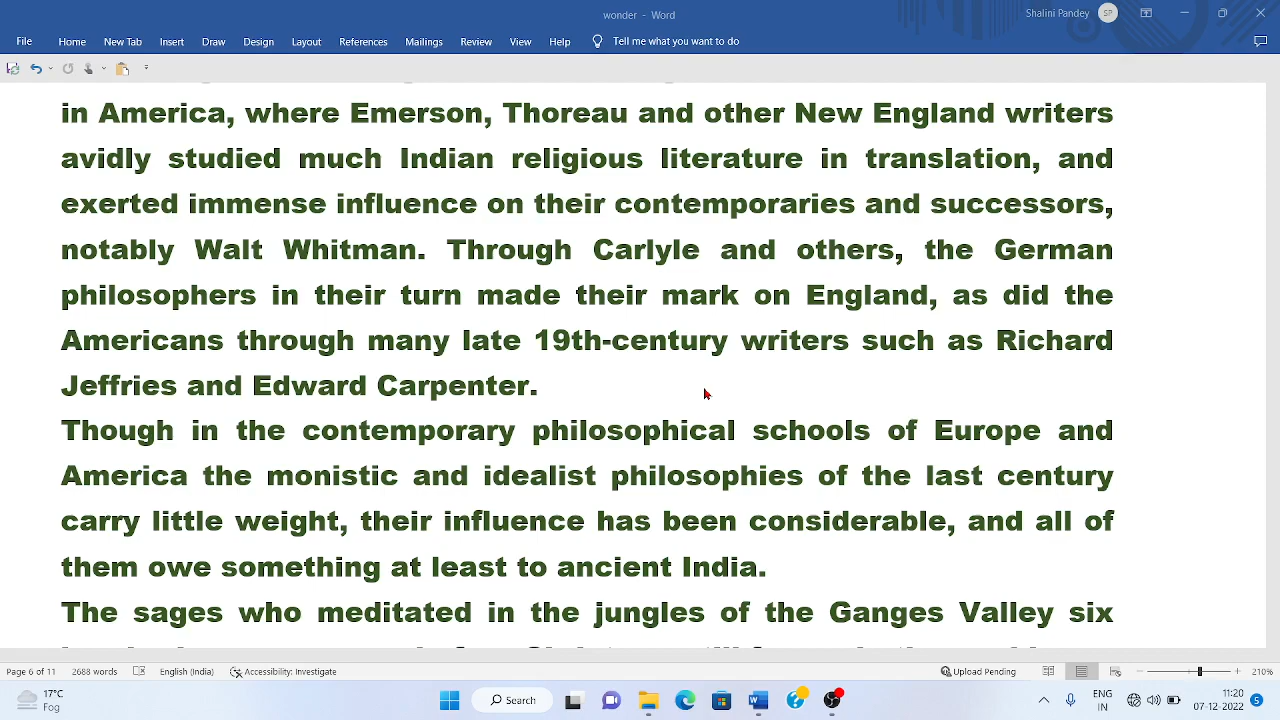 wonder - Word
Shalini Pandey SP
File Home New Tab Insert Draw Design Layout References Mailings Review View Help Tell me what you want to do
in America, where Emerson, Thoreau and other New England writers
avidly studied much Indian religious literature in translation, and
exerted immense influence on their contemporaries and successors,
notably Walt Whitman. Through Carlyle and others, the German
philosophers in their turn made their mark on England, as did the
Americans through many late 19th-century writers such as Richard
Jeffries and Edward Carpenter.
Though in the contemporary philosophical schools of Europe and
America the monistic and idealist philosophies of the last century
carry little weight, their influence has been considerable, and all of
them owe something at least to ancient India.
The sages who meditated in the jungles of the Ganges Valley six
Page 6 of 11 2688 words English (India) Accessibility: Investigate Upload Pending 210%
17°C
Fog
Search
ENG
IN
11:20
07-12-2022
5